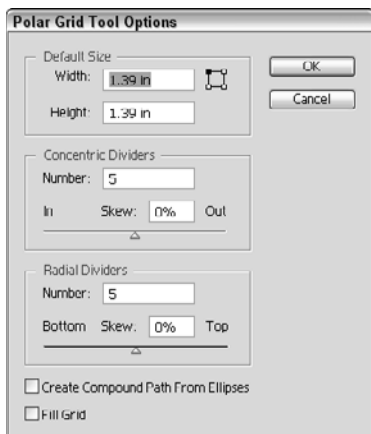 Polar Grid Tool Options
Default Size
Width: 1.39 in
Height: 1.39 in
OK
Cancel
Concentric Dividers
Number: 5
In Skew: 0% Out
Radial Dividers
Number: 5
Bottom Skew: 0% Top
Create Compound Path From Ellipses
Fill Grid